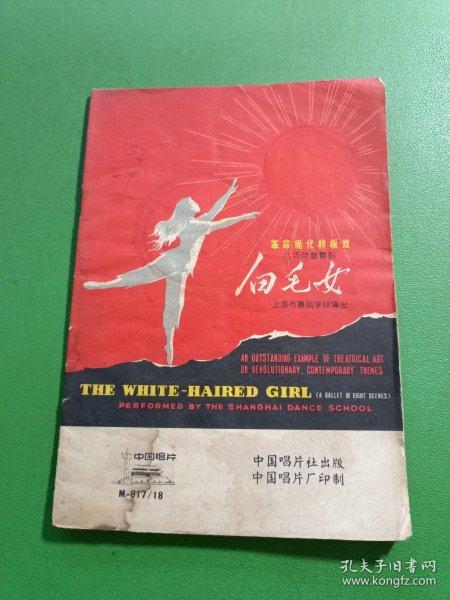 革命现代样板戏
八场芭蕾舞剧
白毛女
上海市舞蹈学校演出
AN OUTSTANDING EXAMPLE OF THEATRICAL ART
ON REVOLUTIONARY, CONTEMPORARY THEMES
THE WHITE-HAIRED GIRL (A BALLET IN EIGHT SCENES)
PERFORMED BY THE SHANGHAI DANCE SCHOOL
中国唱片
M-817/18
中国唱片社出版
中国唱片厂印制
孔夫子旧书网
www.kongfz.com